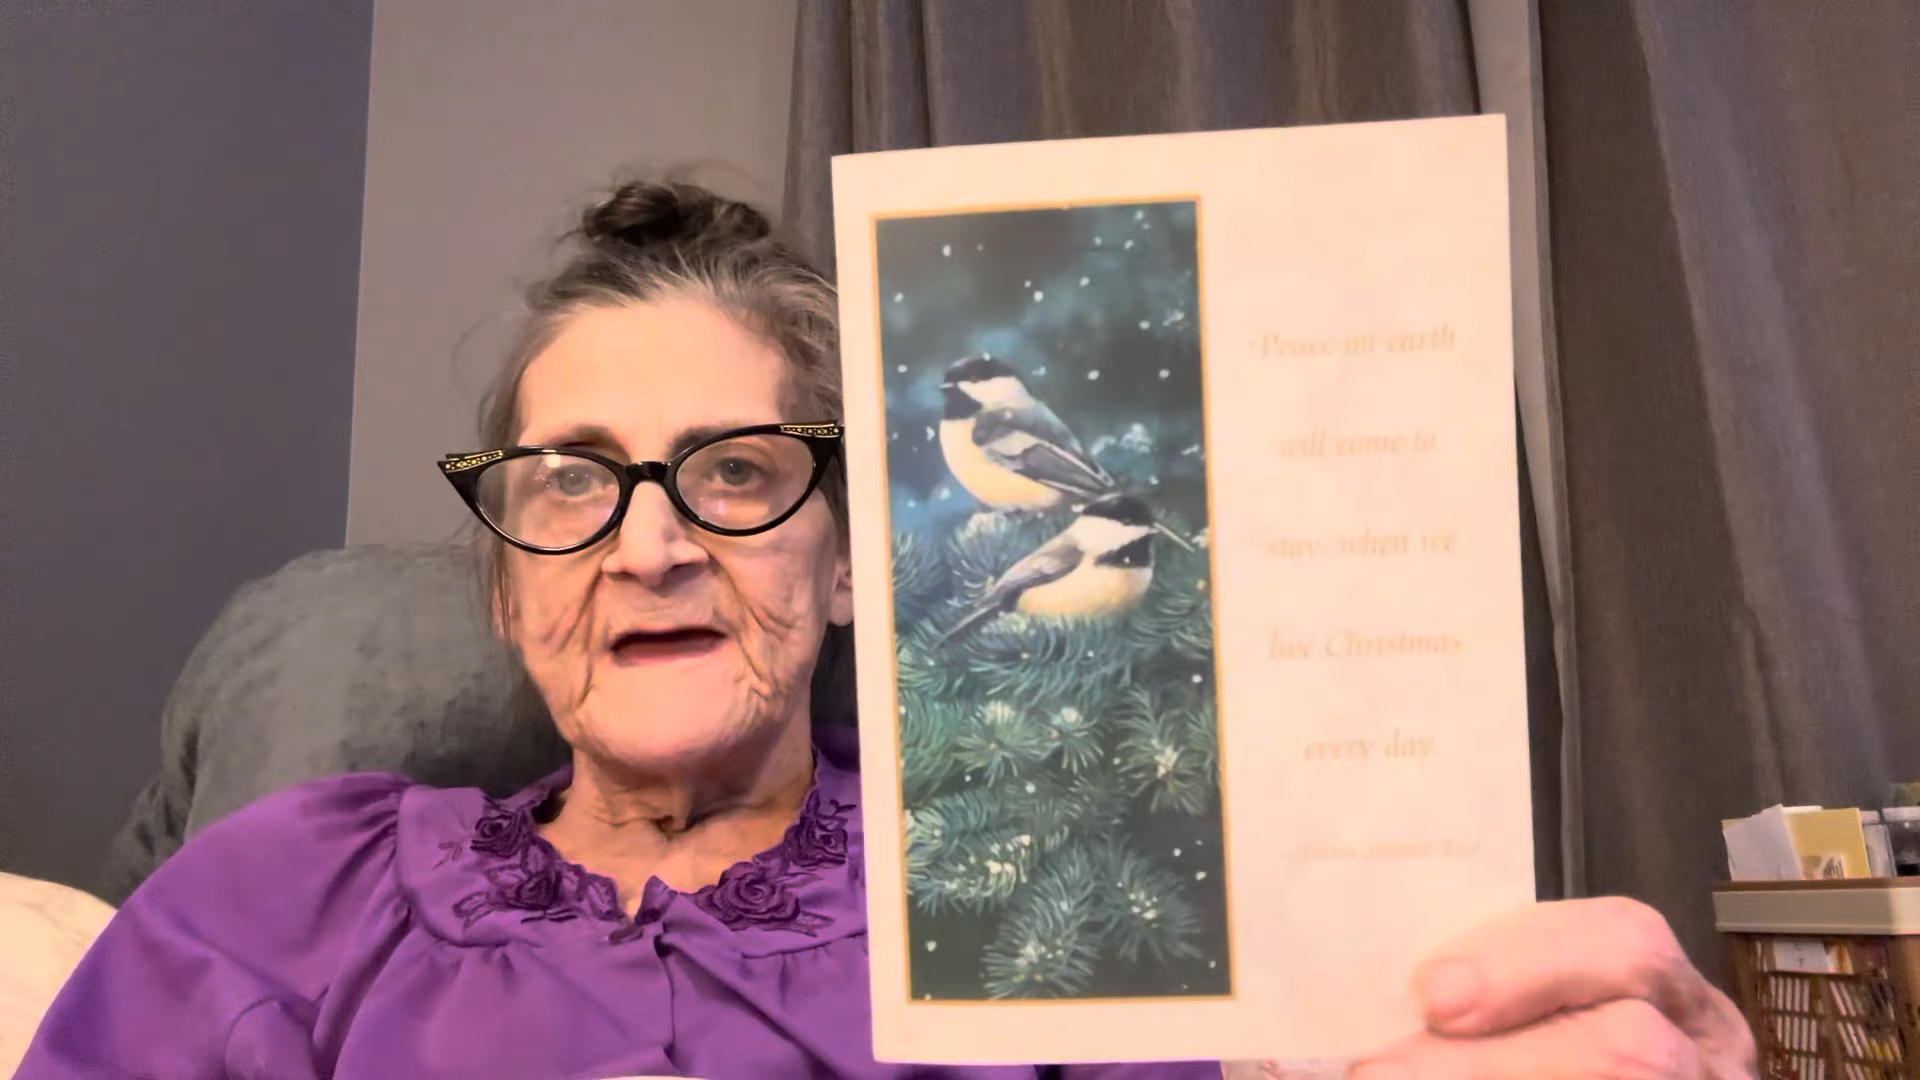 "Peace on earth
will come to
stay, when we
live Christmas
every day."